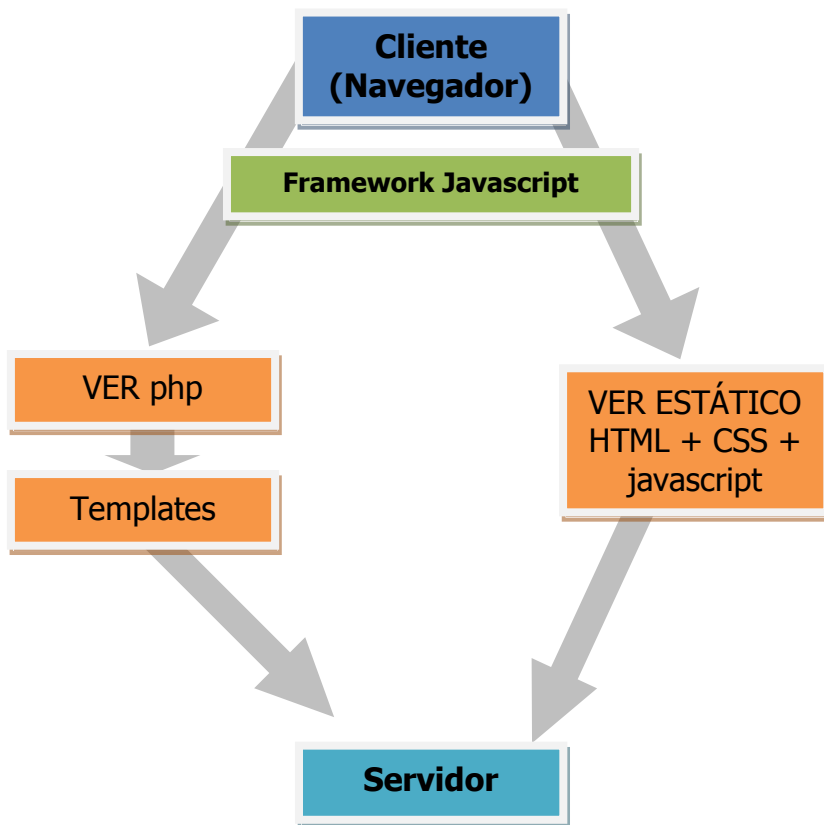 Cliente
(Navegador)
Framework Javascript
VER php
Templates
VER ESTÁTICO
HTML + CSS +
javascript
Servidor